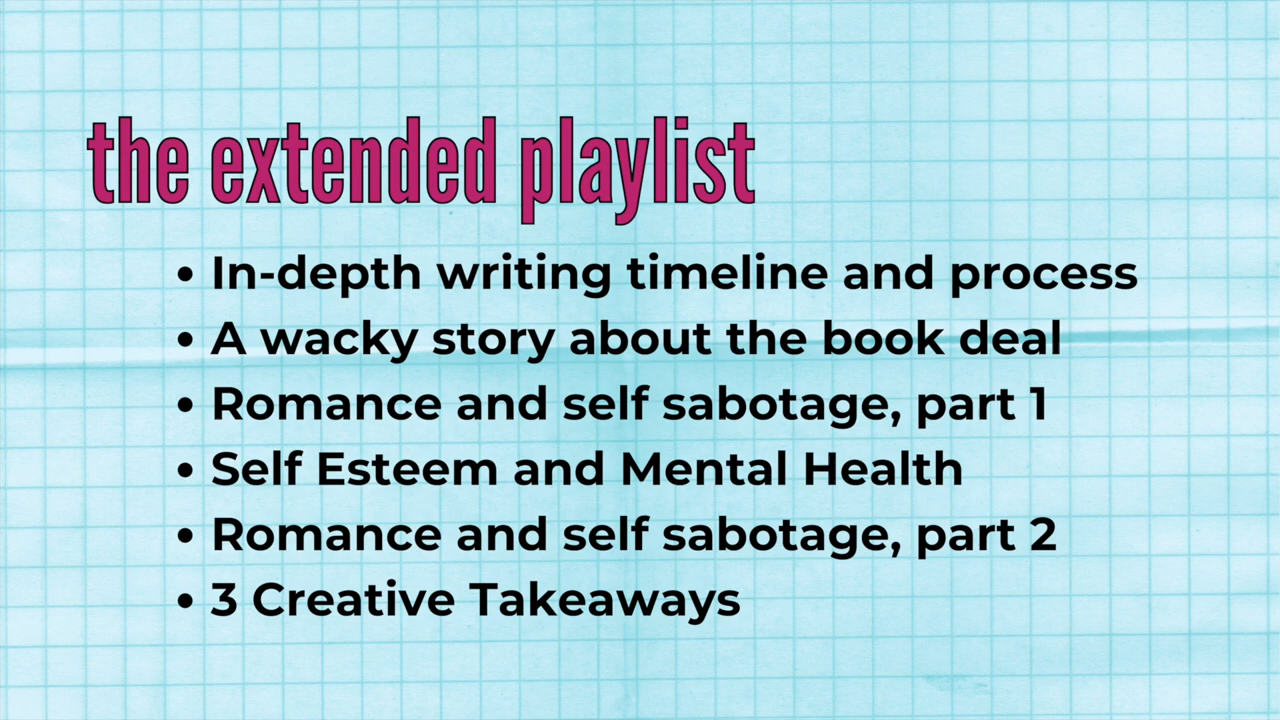 the extended playlist
• In-depth writing timeline and process
• A wacky story about the book deal
• Romance and self sabotage, part 1
• Self Esteem and Mental Health
• Romance and self sabotage, part 2
• 3 Creative Takeaways